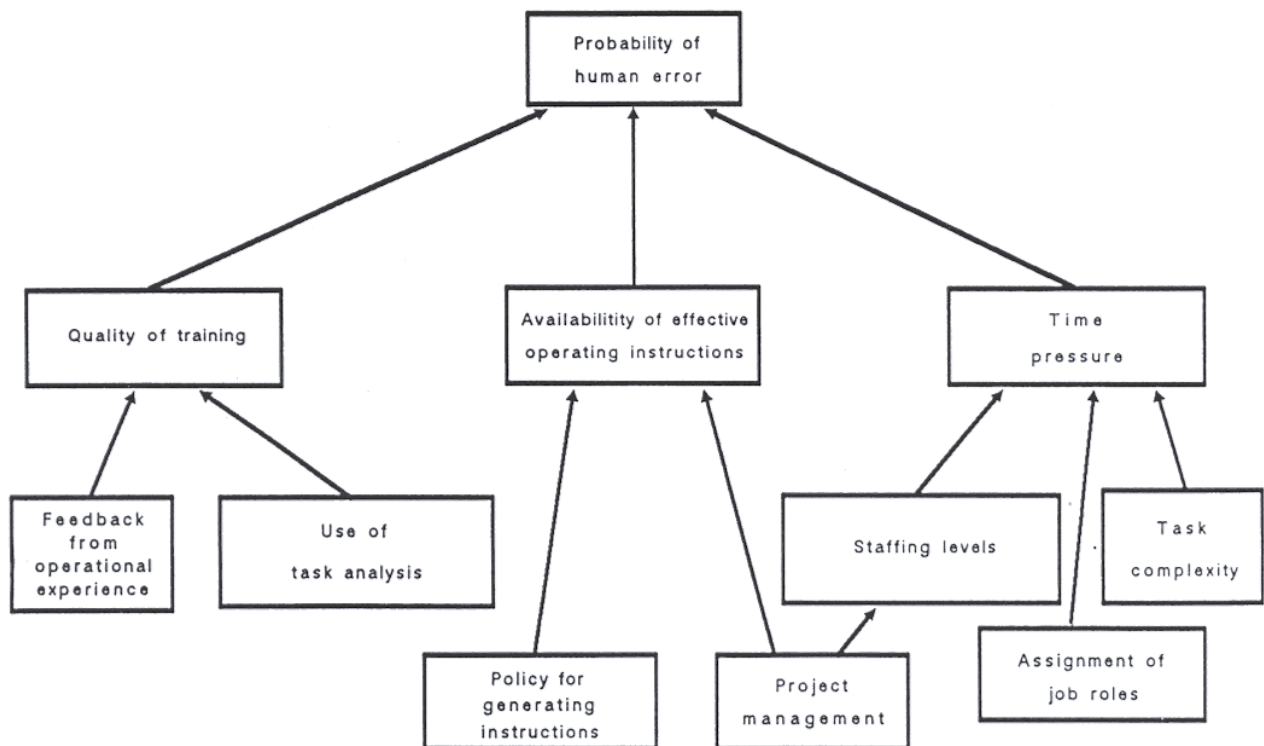 Probability of
human error
Quality of training
Availabilitity of effective
operating instructions
Time
pressure
Feedback
from
operational
experience
Use of
task analysis
Staffing levels
Task
complexity
Policy for
generating
instructions
Project
management
Assignment of
job roles